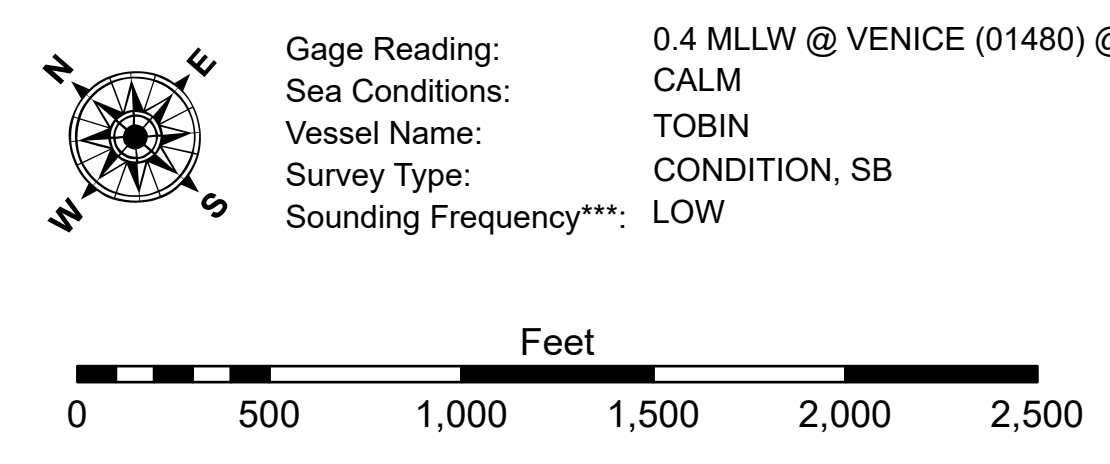 N E
W S
Gage Reading: 0.4 MLLW @ VENICE (01480) @
Sea Conditions: CALM
Vessel Name: TOBIN
Survey Type: CONDITION, SB
Sounding Frequency***: LOW
Feet
0 500 1,000 1,500 2,000 2,500